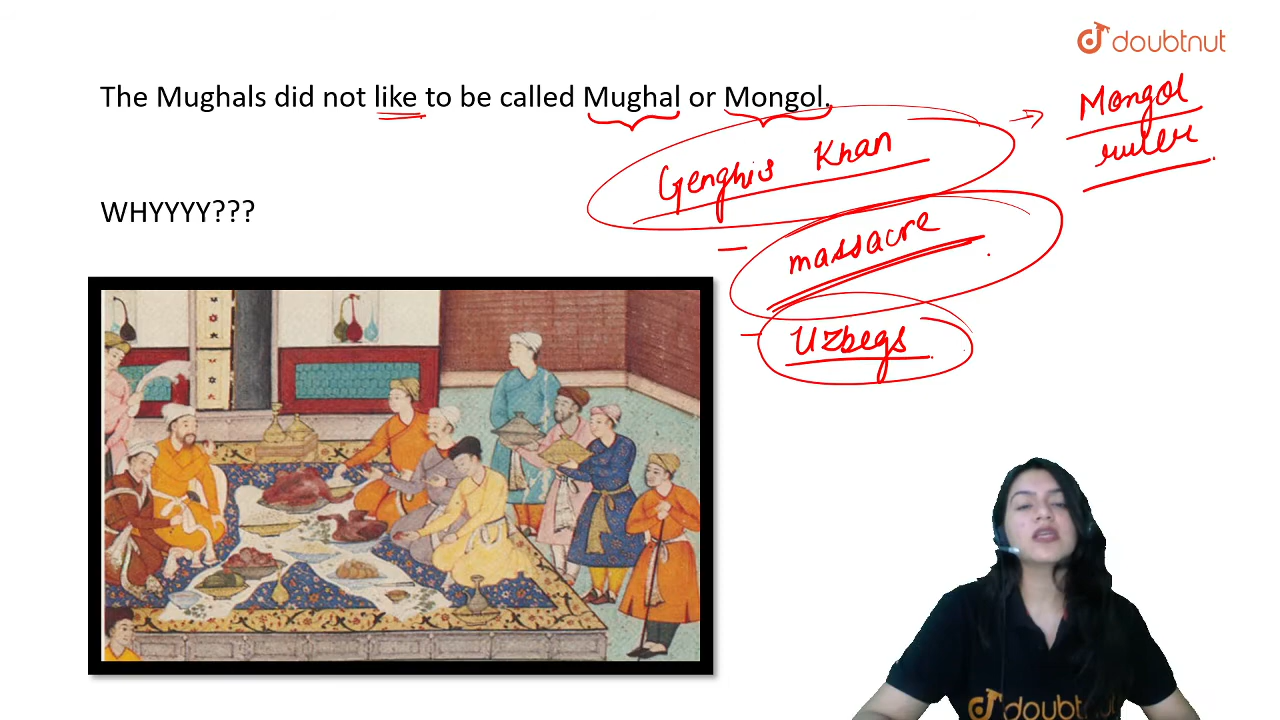 doubtnut
The Mughals did not like to be called Mughal or Mongol.
Mongol
ruler
Genghis Khan
WHYYYY???
massacre
Uzbegs
doubtnut